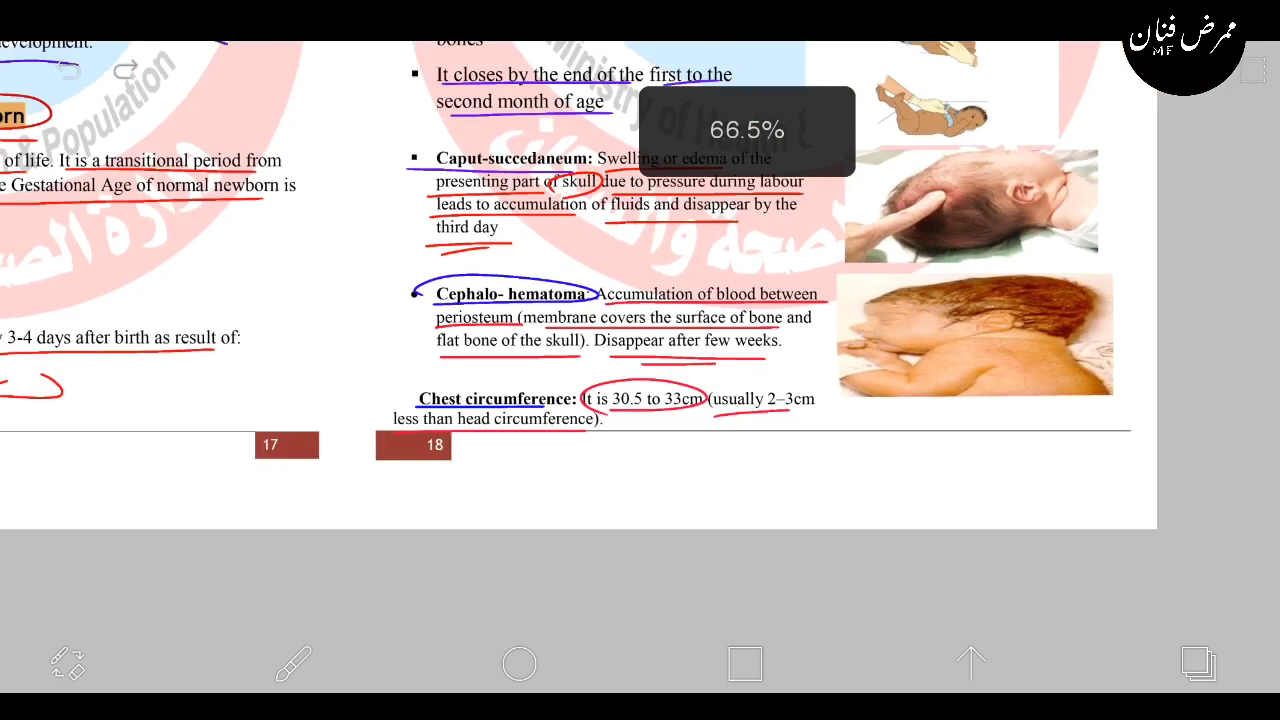 ممرض فنان
MF
development.
orn
of life. It is a transitional period from
e Gestational Age of normal newborn is
3-4 days after birth as result of:
17
& Population
Ministry of Health
bones
▪ It closes by the end of the first to the
second month of age
66.5%
▪ Caput-succedaneum: Swelling or edema of the
presenting part of skull due to pressure during labour
leads to accumulation of fluids and disappear by the
third day
• Cephalo- hematoma: Accumulation of blood between
periosteum (membrane covers the surface of bone and
flat bone of the skull). Disappear after few weeks.
Chest circumference: It is 30.5 to 33cm (usually 2–3cm
less than head circumference).
18